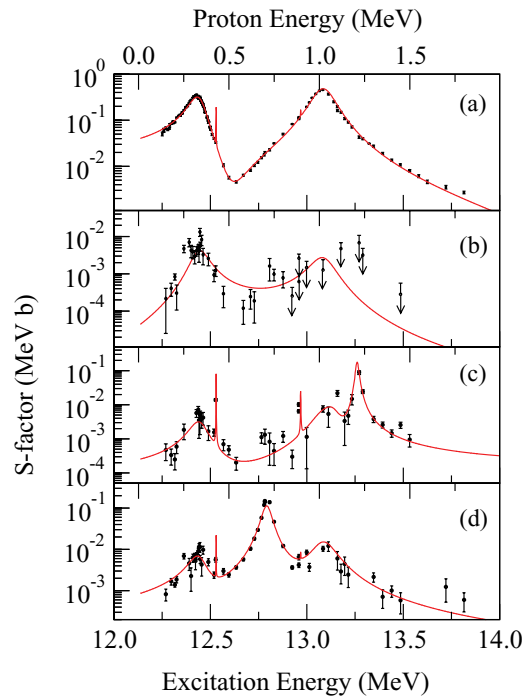 Proton Energy (MeV)
0.0 0.5 1.0 1.5
S-factor (MeV b)
10^0
10^-1
10^-2
(a)
10^-2
10^-3
10^-4
(b)
10^-1
10^-2
10^-3
10^-4
(c)
10^-1
10^-2
10^-3
(d)
12.0 12.5 13.0 13.5 14.0
Excitation Energy (MeV)